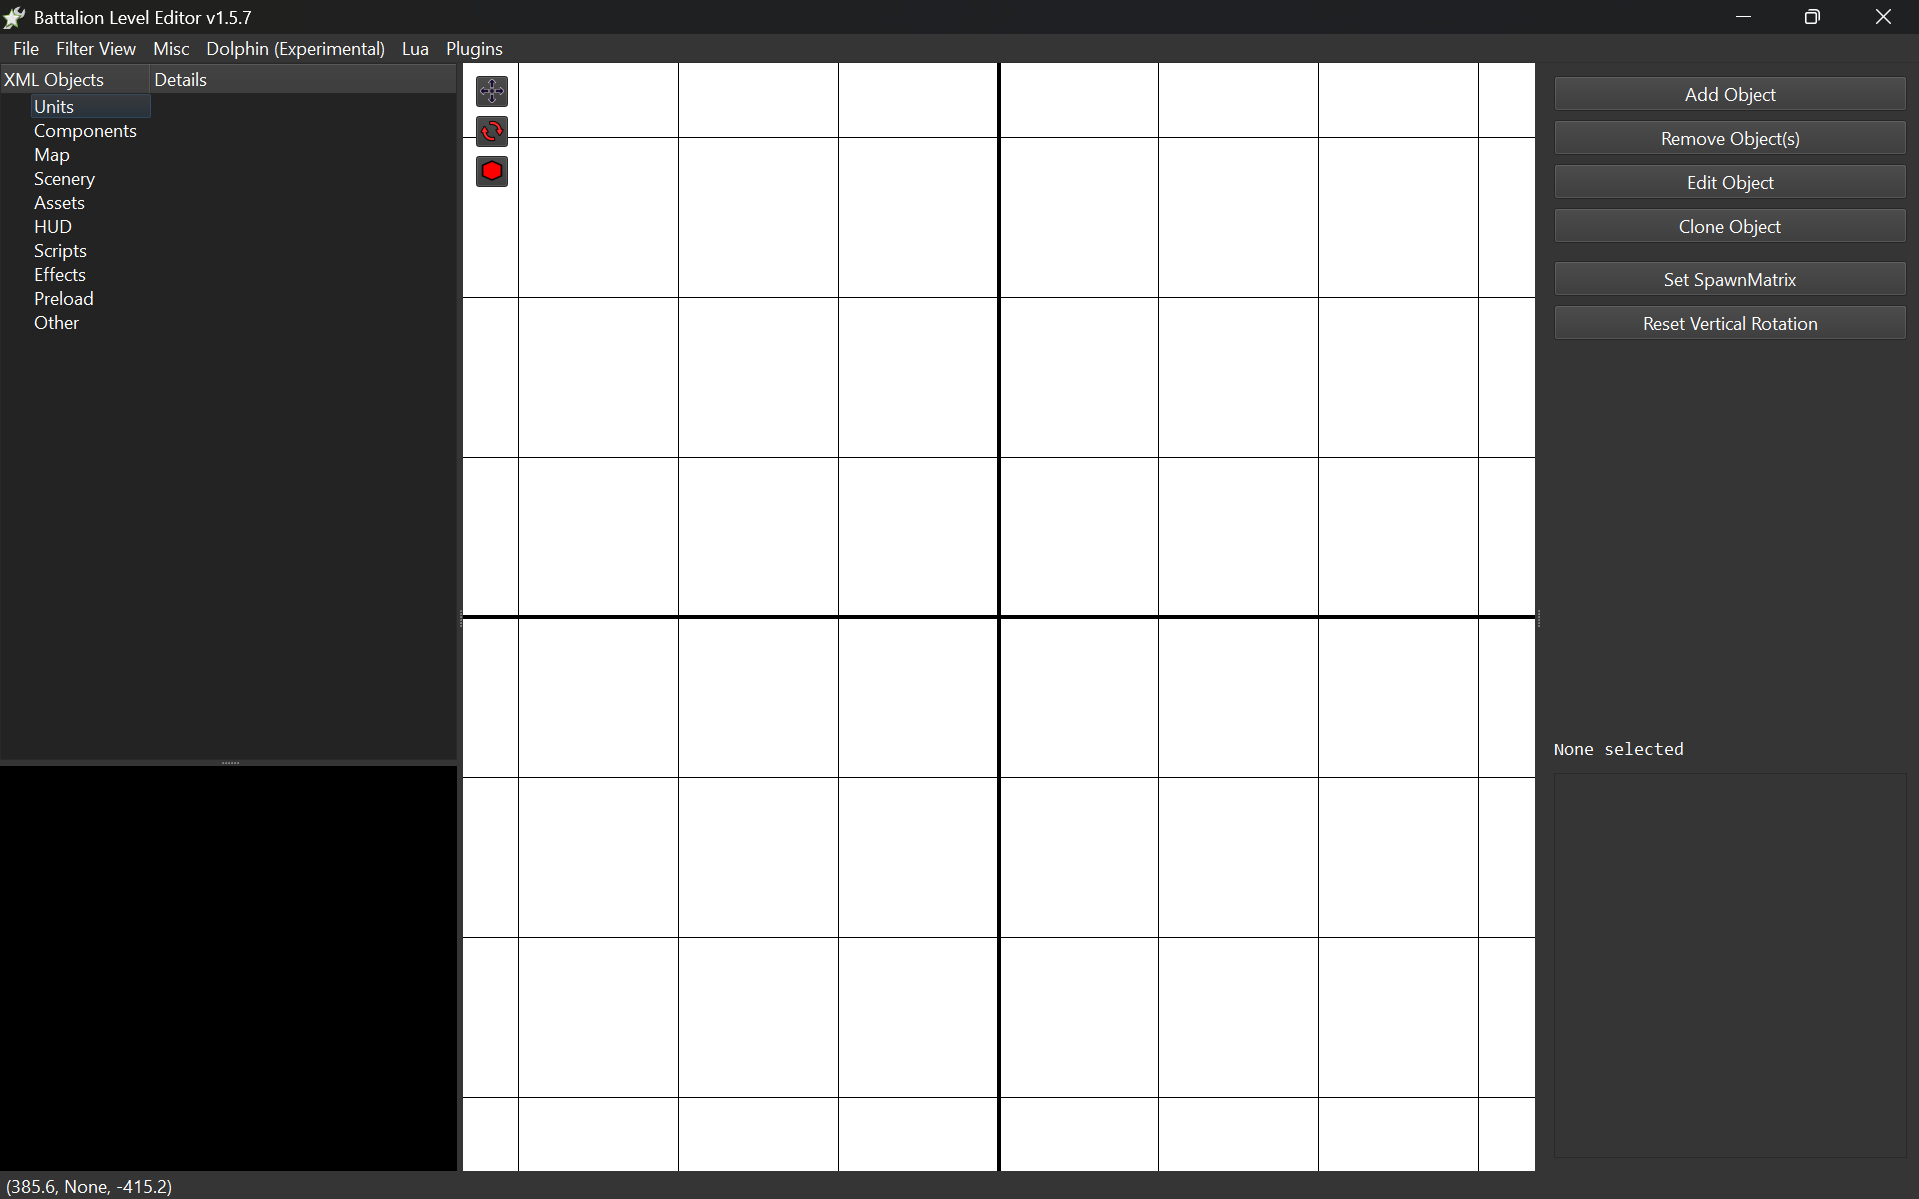 Battalion Level Editor v1.5.7
File Filter View Misc Dolphin (Experimental) Lua Plugins
XML Objects Details
Units
Components
Map
Scenery
Assets
HUD
Scripts
Effects
Preload
Other
Add Object
Remove Object(s)
Edit Object
Clone Object
Set SpawnMatrix
Reset Vertical Rotation
None selected
(385.6, None, -415.2)